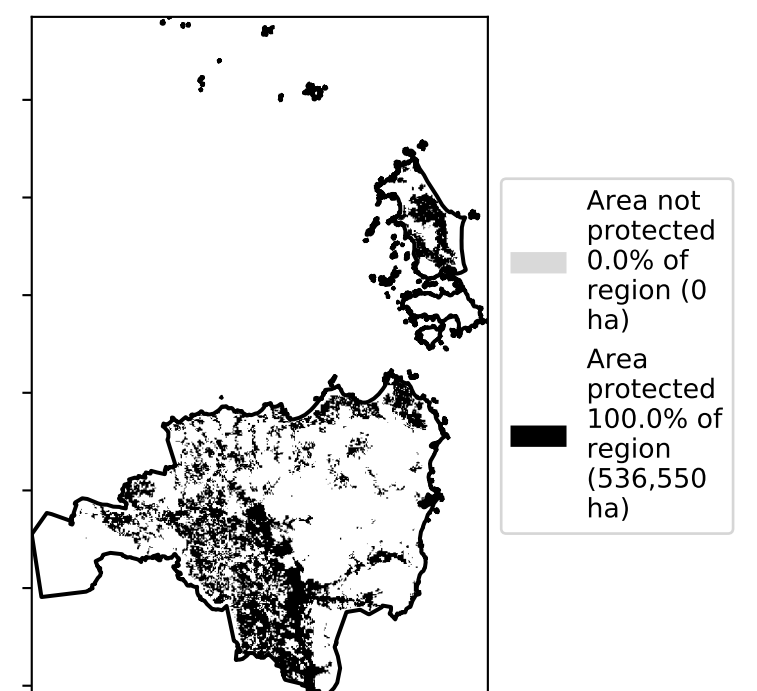 Area not
protected
0.0% of
region (0
ha)
Area
protected
100.0% of
region
(536,550
ha)